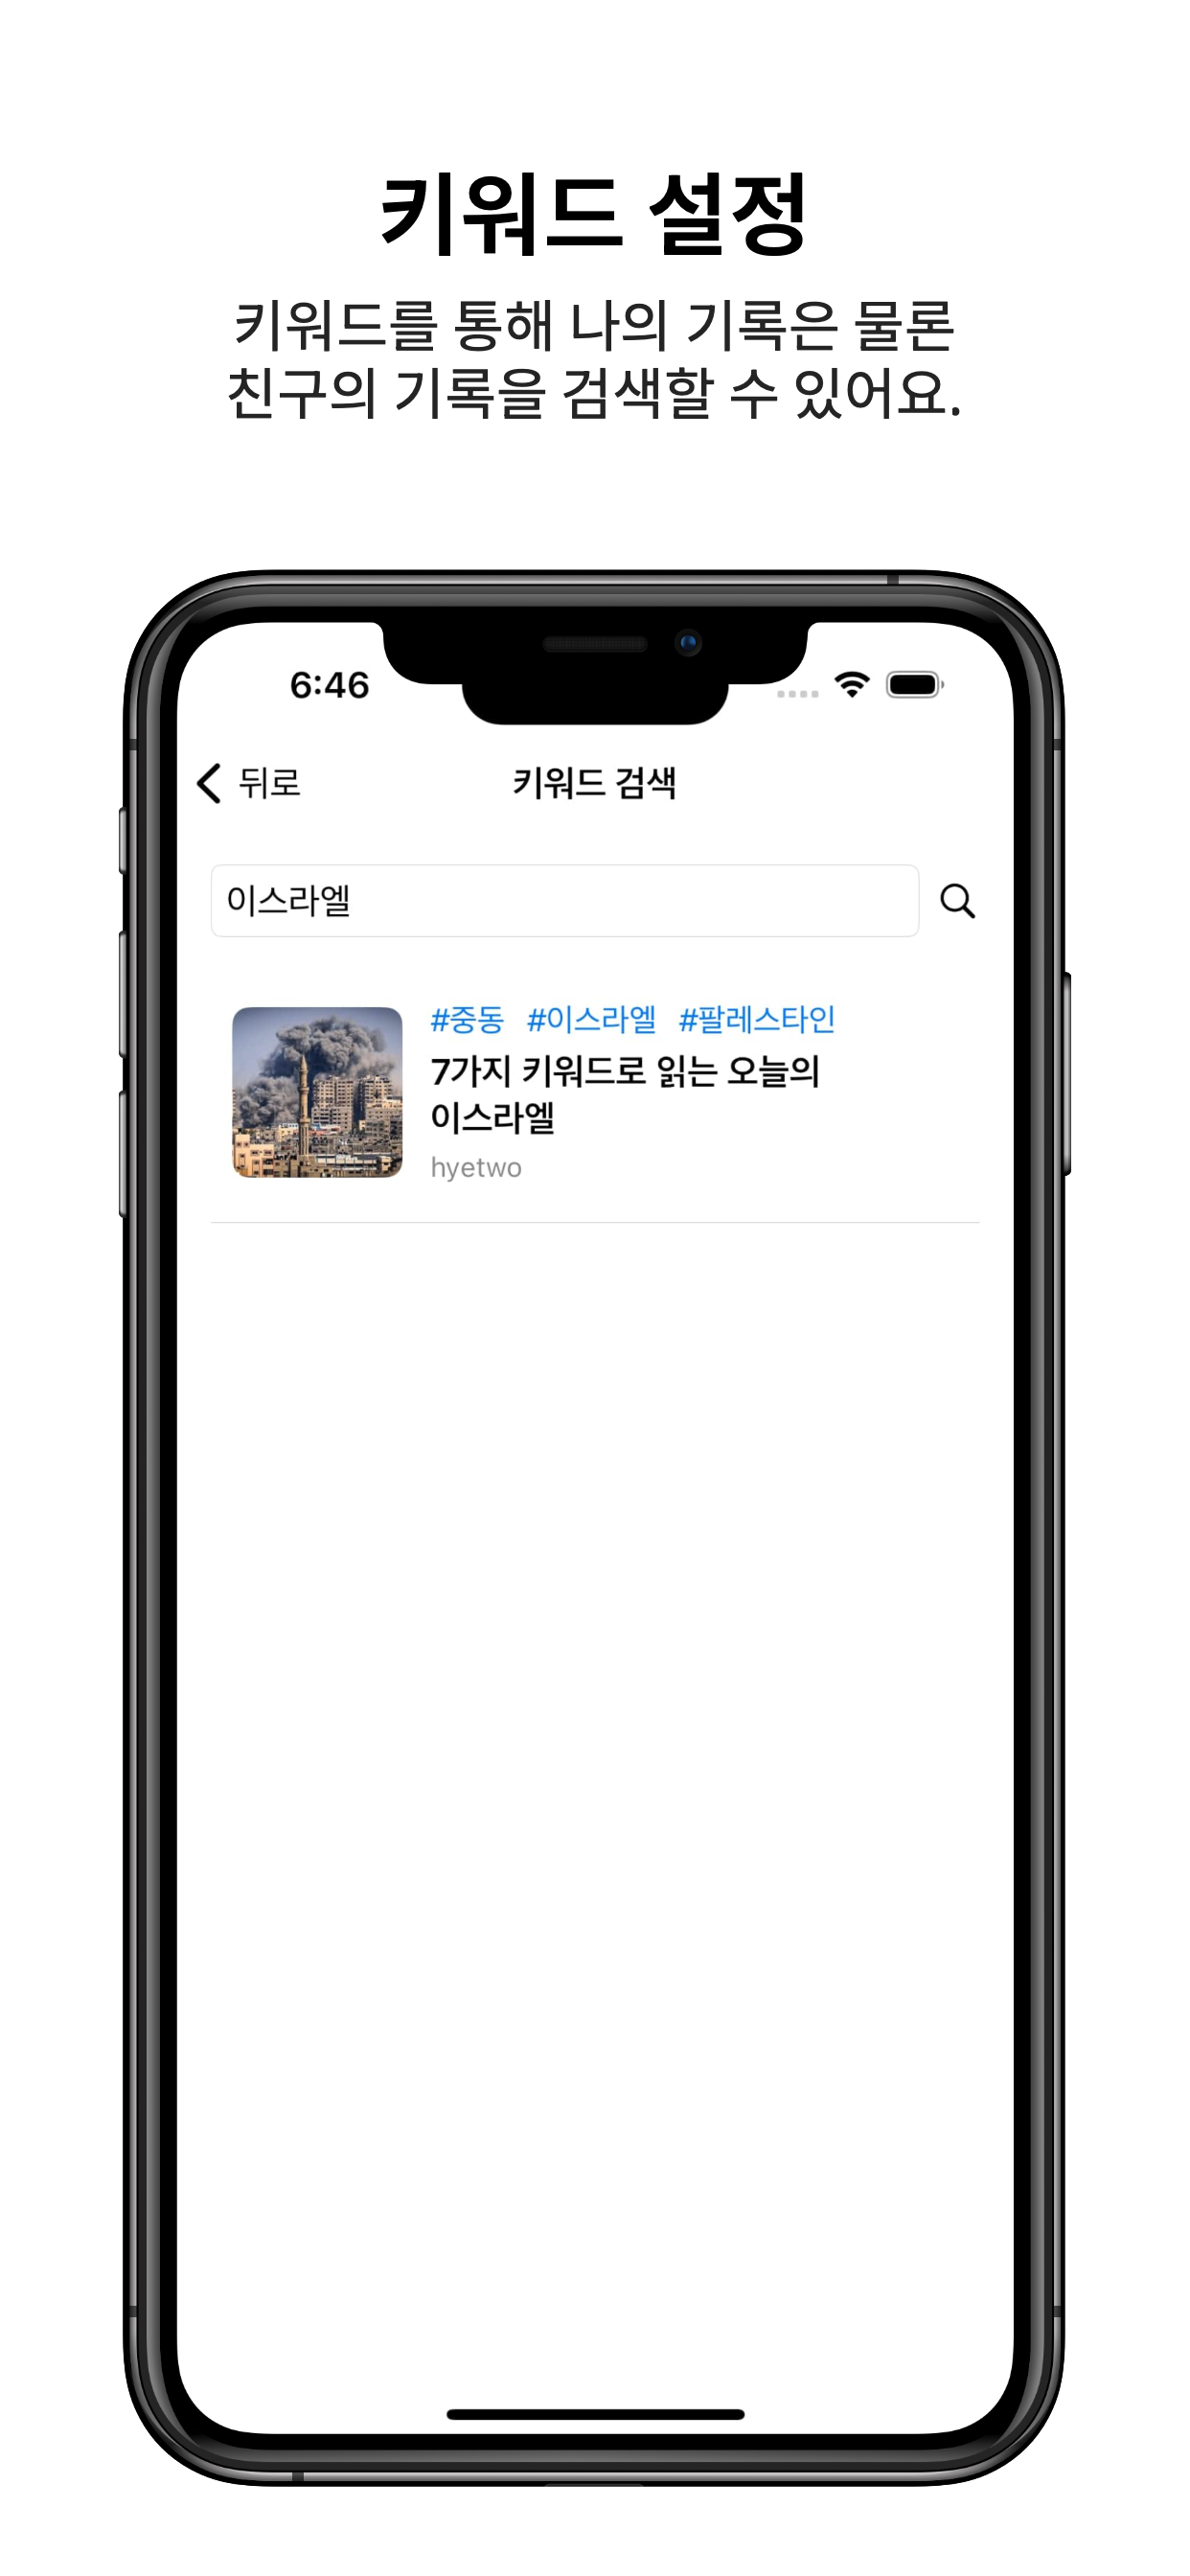 키워드 설정
키워드를 통해 나의 기록은 물론
친구의 기록을 검색할 수 있어요.
6:46
뒤로
키워드 검색
이스라엘
#중동 #이스라엘 #팔레스타인
7가지 키워드로 읽는 오늘의
이스라엘
hyetwo